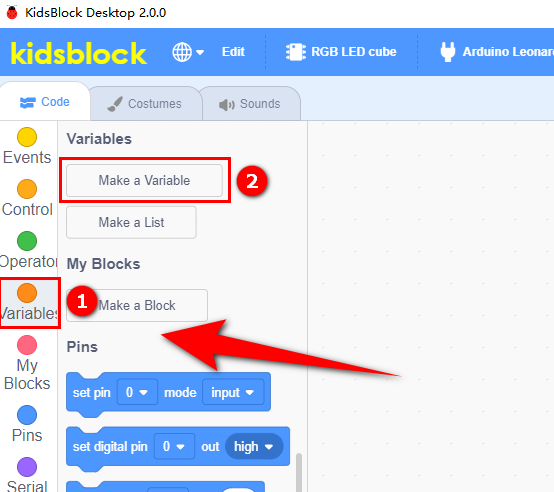 KidsBlock Desktop 2.0.0
kidsblock
Edit
RGB LED cube
Arduino Leonar
Code
Costumes
Sounds
Events
Control
Operator
Variables
My
Blocks
Pins
Serial
Variables
Make a Variable
2
Make a List
My Blocks
1
Make a Block
Pins
set pin 0 mode input
set digital pin 0 out high